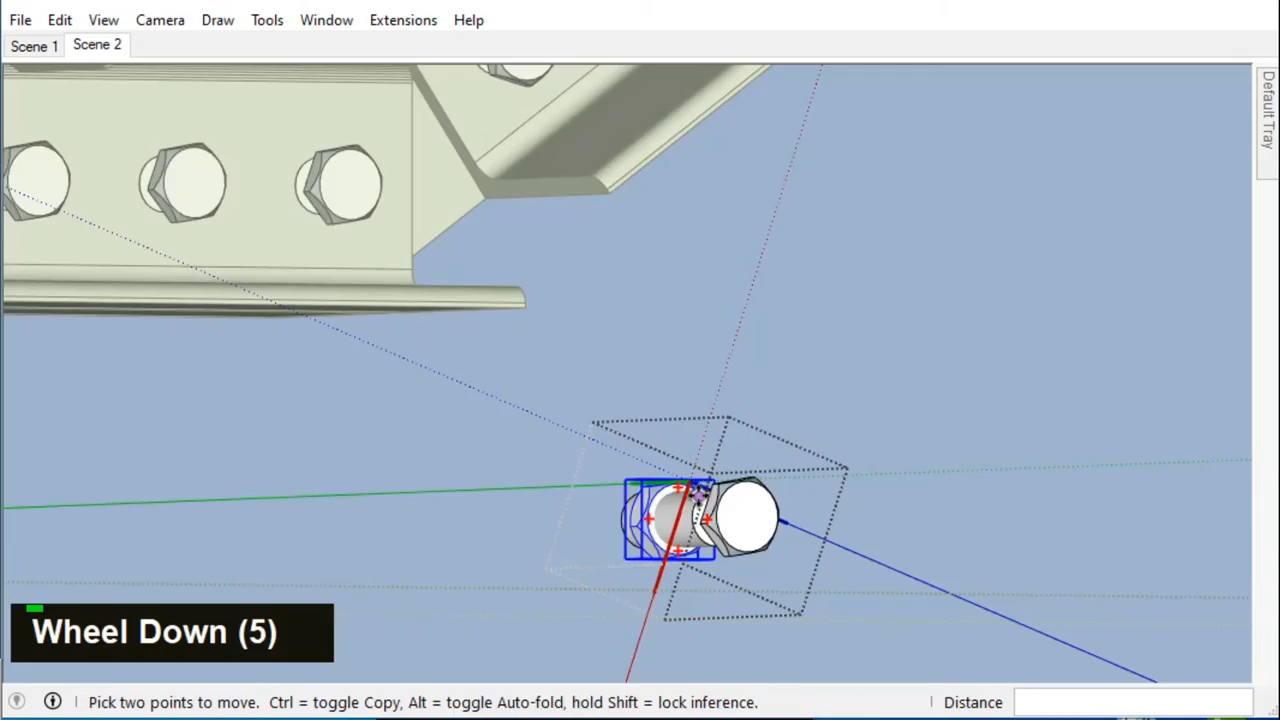 File Edit View Camera Draw Tools Window Extensions Help
Scene 1 Scene 2
Default Tray
Wheel Down (5)
Pick two points to move. Ctrl = toggle Copy, Alt = toggle Auto-fold, hold Shift = lock inference. Distance